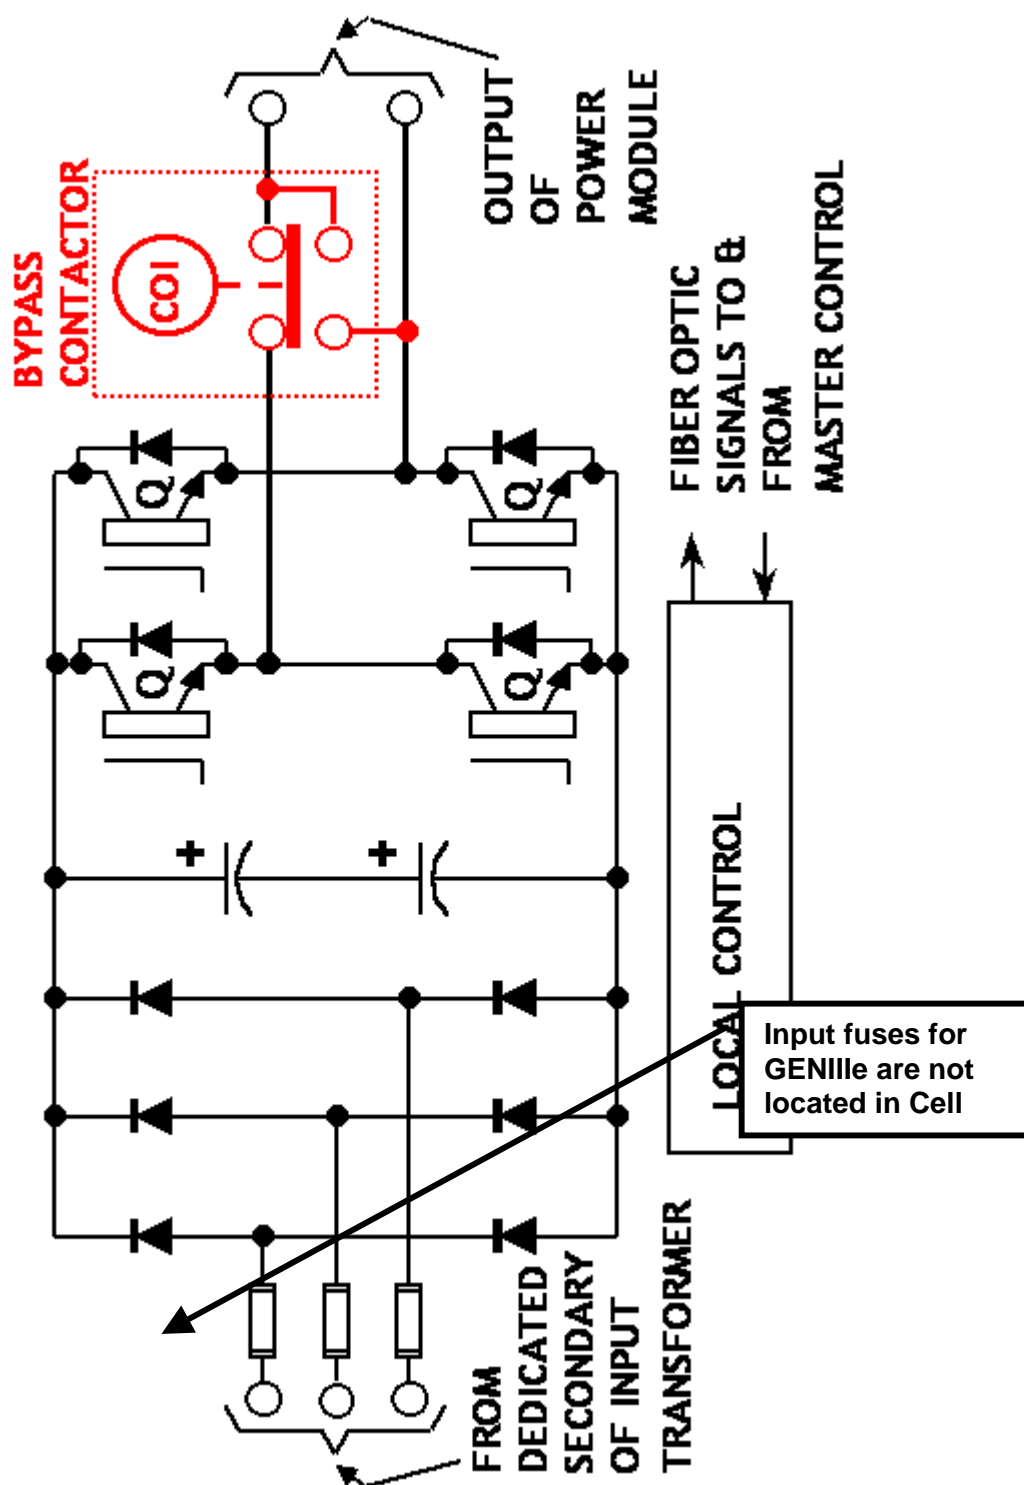 BYPASS
CONTACTOR
COI
OUTPUT
OF
POWER
MODULE
Q
Q
Q
Q
+
+
FIBER OPTIC
SIGNALS TO &
FROM
MASTER CONTROL
LOCAL CONTROL
Input fuses for
GENIIIe are not
located in Cell
FROM
DEDICATED
SECONDARY
OF INPUT
TRANSFORMER